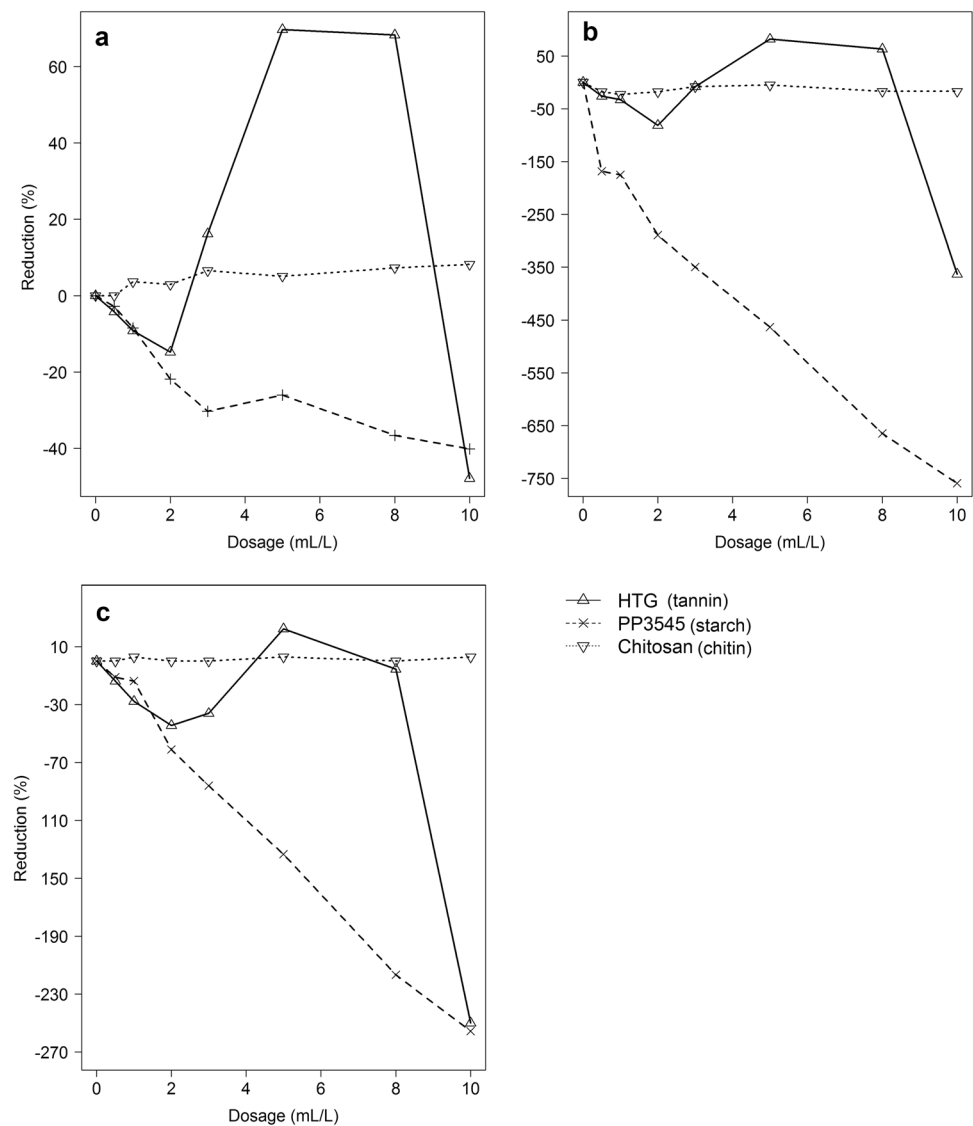 a
60
40
20
0
-20
-40
Reduction (%)
0 2 4 6 8 10
Dosage (mL/L)
b
50
-50
-150
-250
-350
-450
-550
-650
-750
0 2 4 6 8 10
Dosage (mL/L)
c
10
-30
-70
110
150
-190
-230
-270
Reduction (%)
0 2 4 6 8 10
Dosage (mL/L)
HTG (tannin)
PP3545 (starch)
Chitosan (chitin)